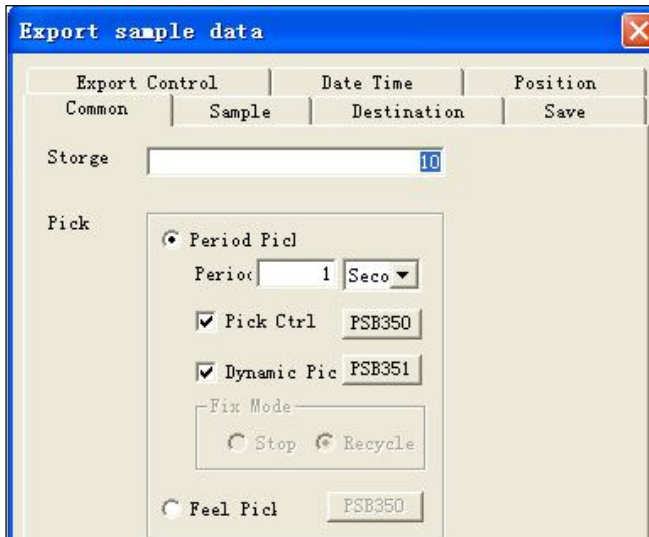 Export sample data
Export Control Date Time Position
Common Sample Destination Save
Storge 10
Pick
Period Picl
Perioc 1 Seco
Pick Ctrl PSB350
Dynamic Pic PSB351
Fix Mode
Stop Recycle
Feel Picl PSB350